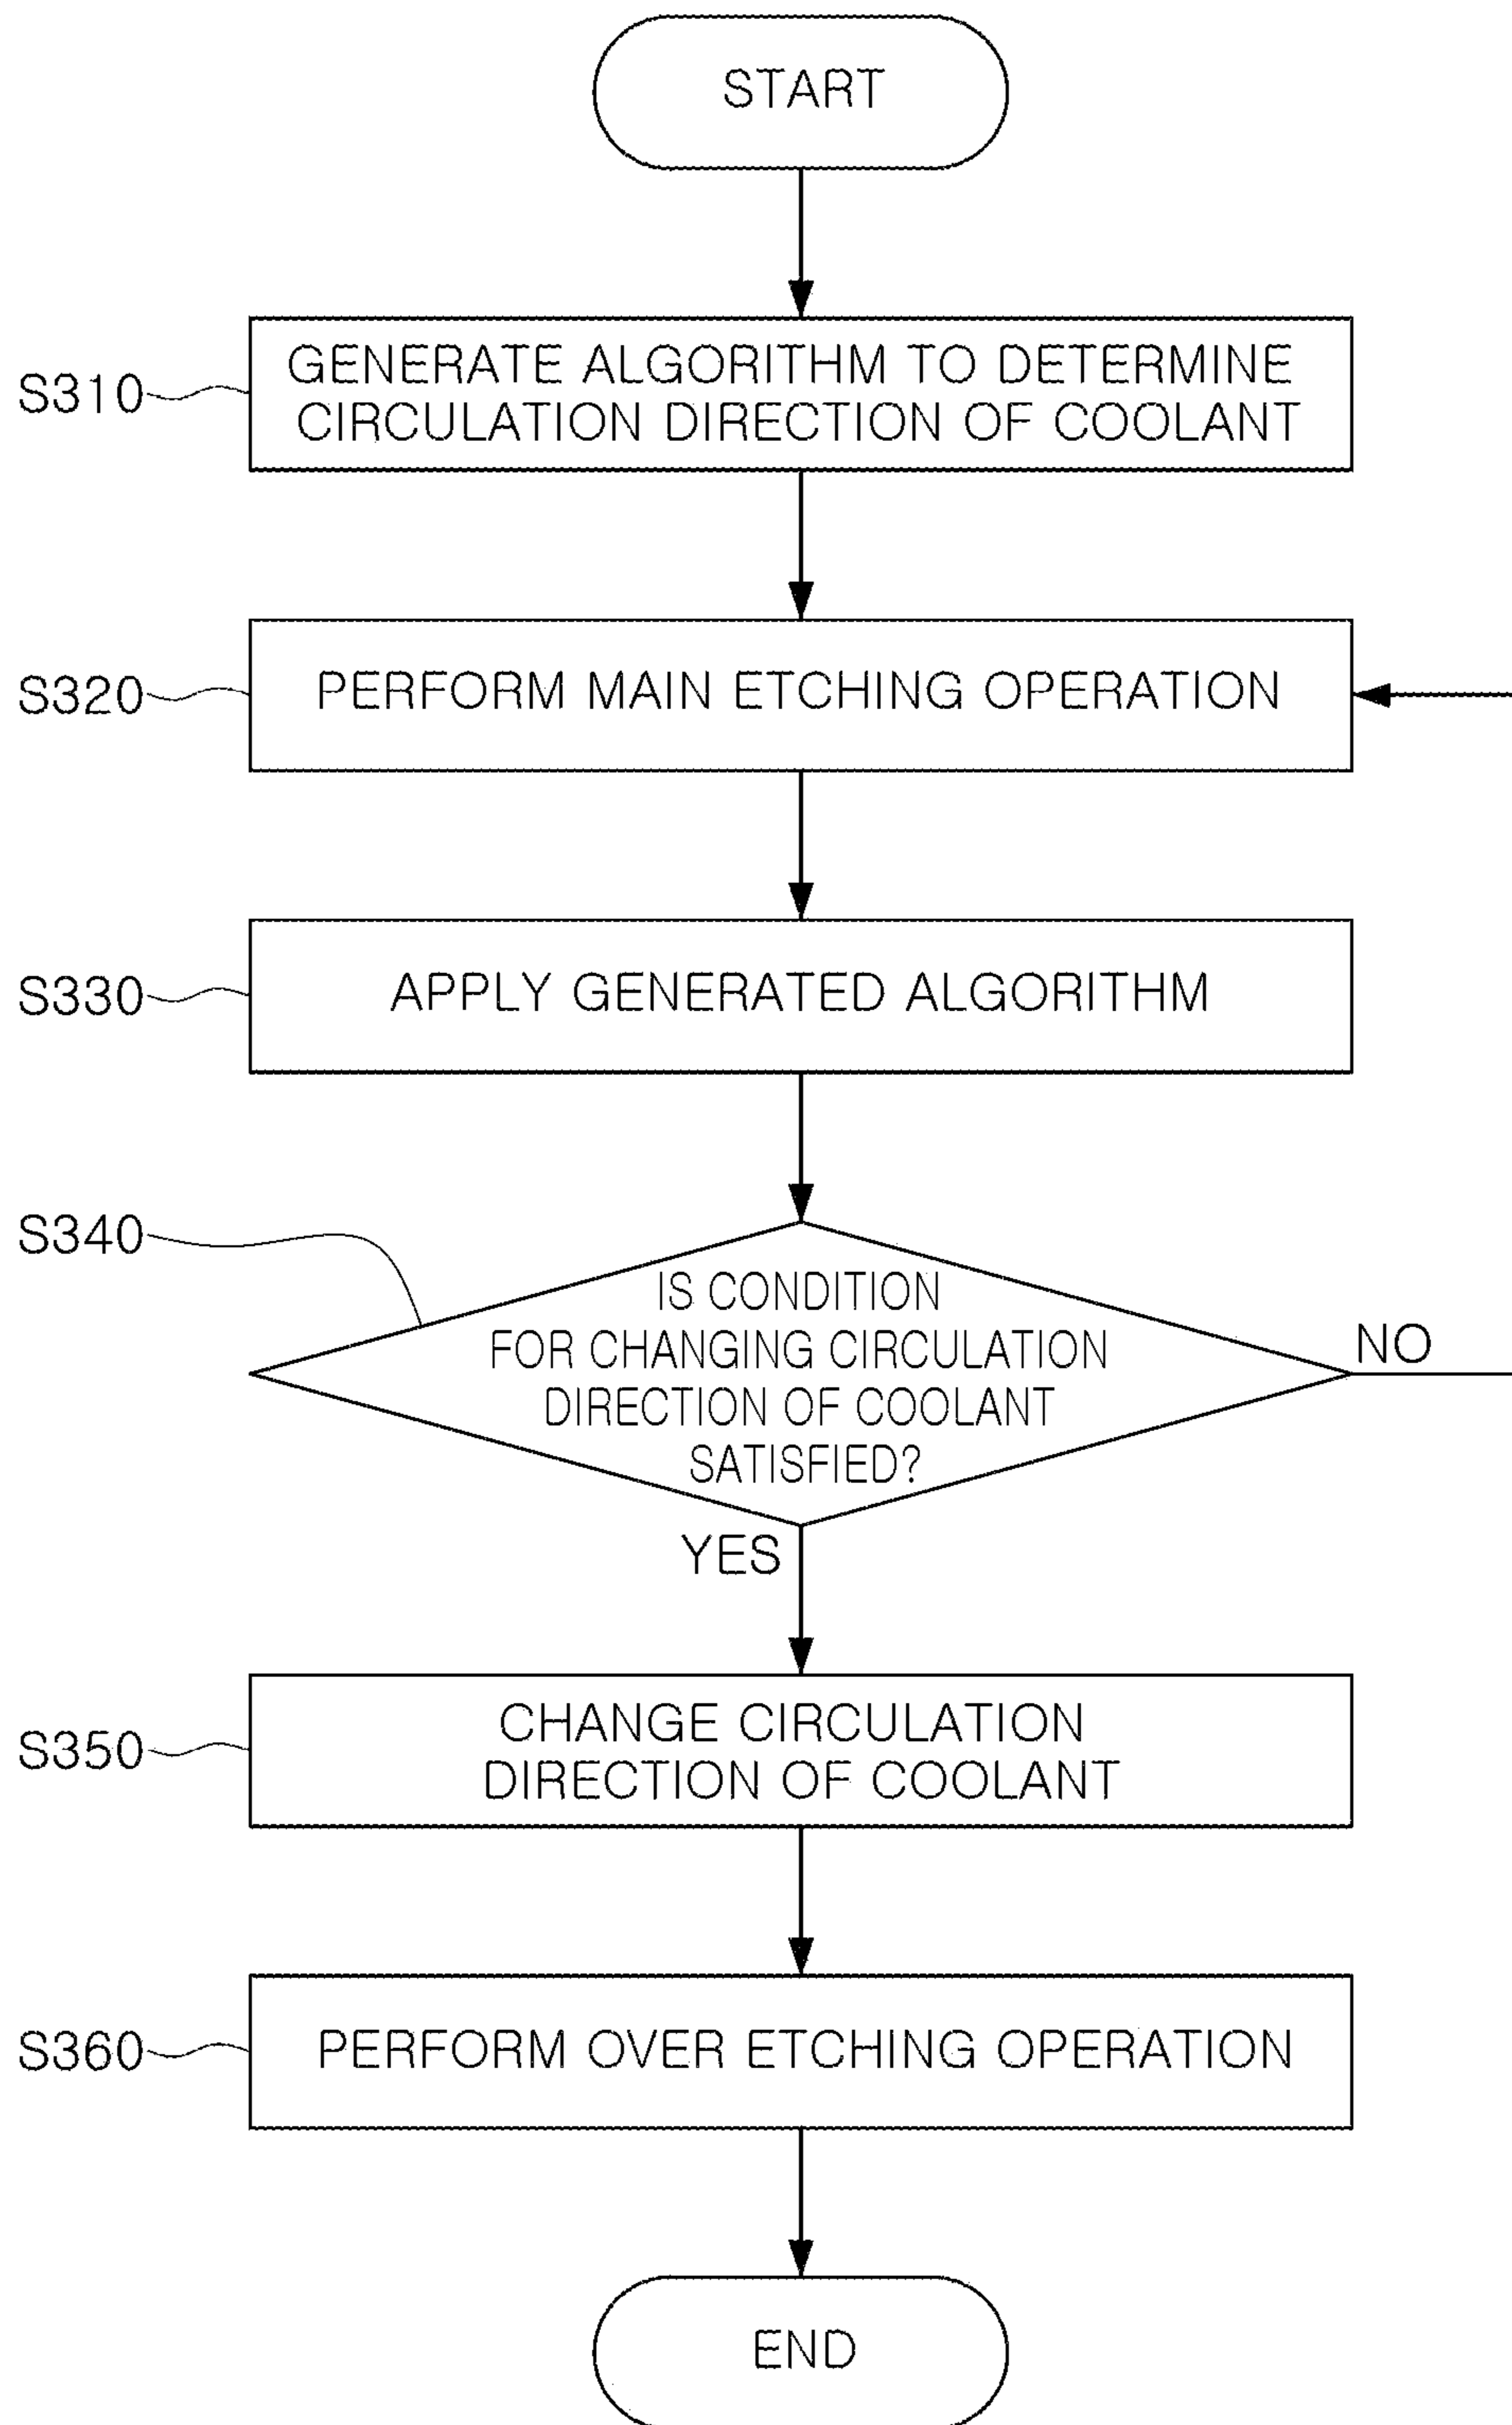 START
S310
GENERATE ALGORITHM TO DETERMINE
CIRCULATION DIRECTION OF COOLANT
S320
PERFORM MAIN ETCHING OPERATION
S330
APPLY GENERATED ALGORITHM
S340
IS CONDITION
FOR CHANGING CIRCULATION
DIRECTION OF COOLANT
SATISFIED?
NO
YES
S350
CHANGE CIRCULATION
DIRECTION OF COOLANT
S360
PERFORM OVER ETCHING OPERATION
END